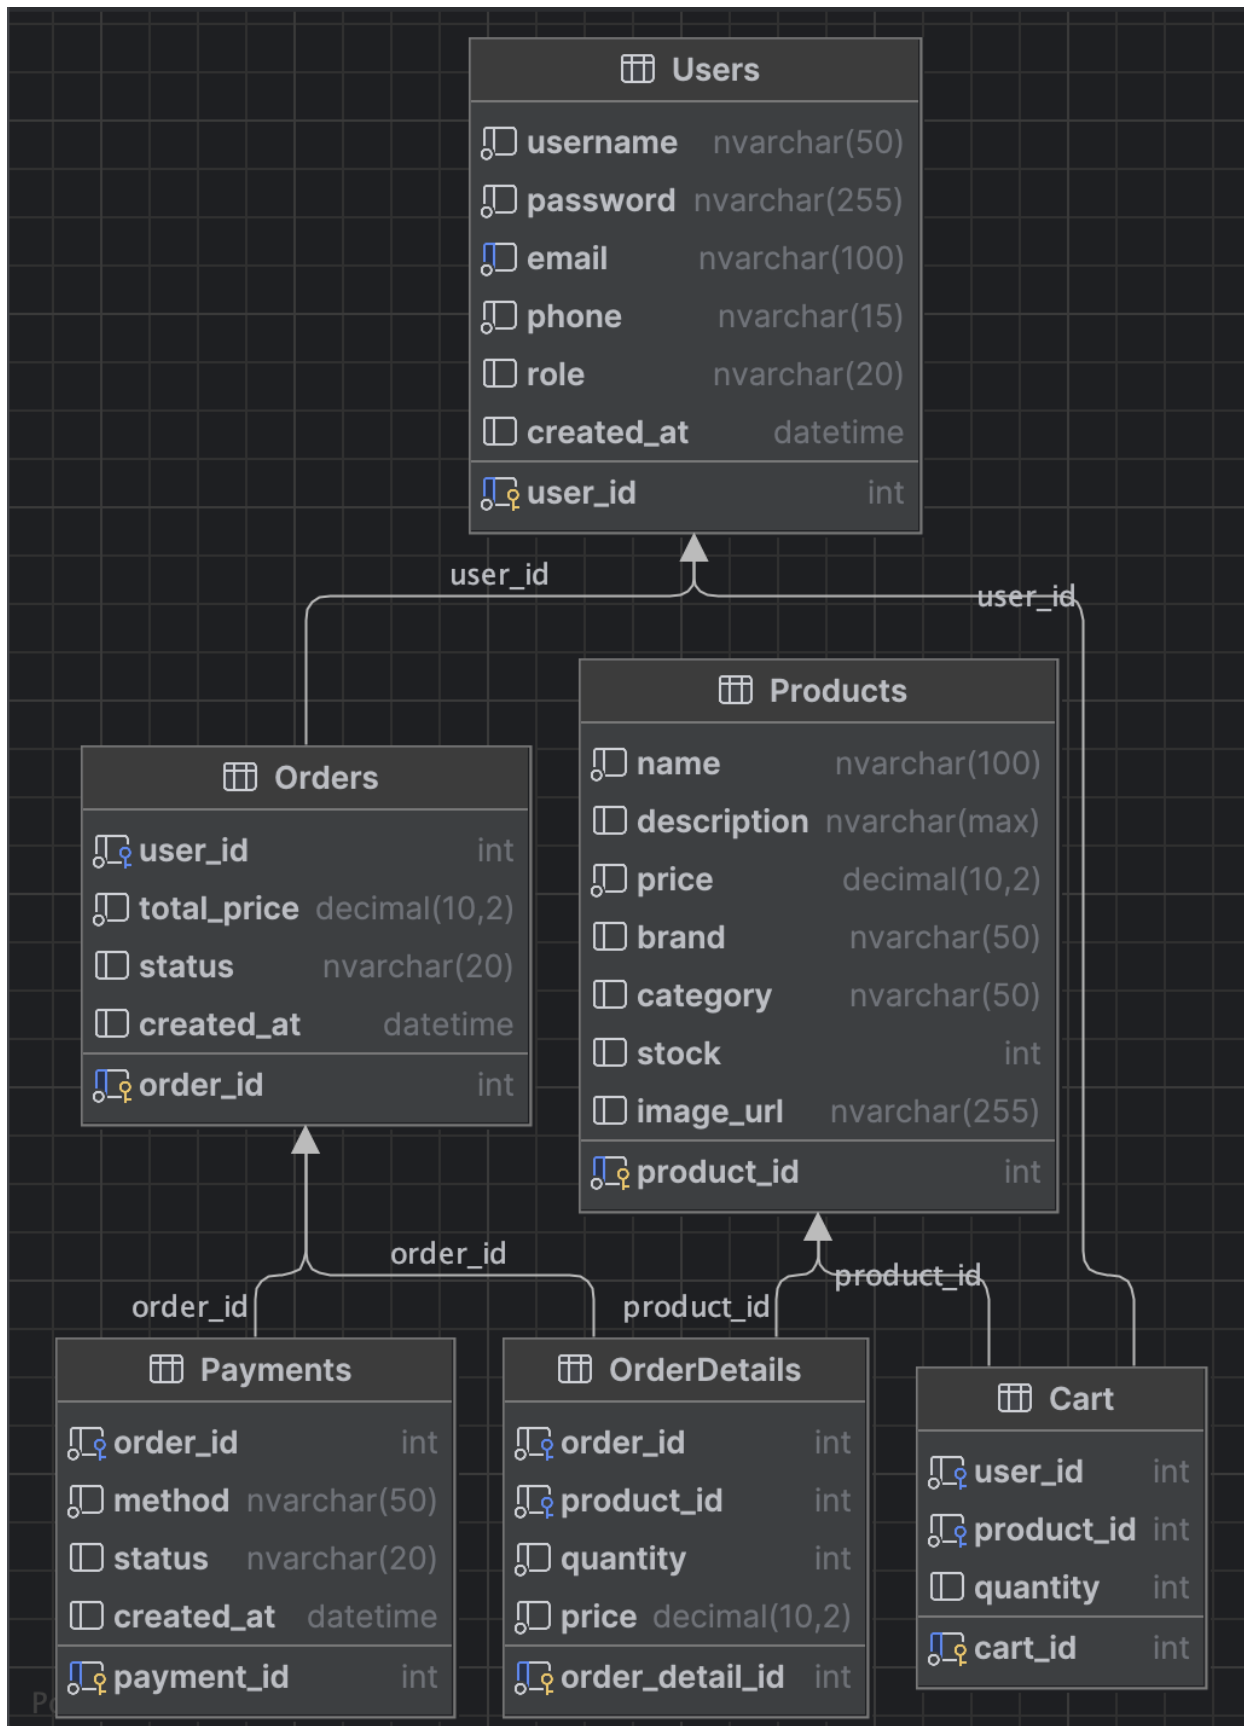 Users
username nvarchar(50)
password nvarchar(255)
email nvarchar(100)
phone nvarchar(15)
role nvarchar(20)
created_at datetime
user_id int
user_id
user_id
Products
name nvarchar(100)
description nvarchar(max)
price decimal(10,2)
brand nvarchar(50)
category nvarchar(50)
stock int
image_url nvarchar(255)
product_id int
Orders
user_id int
total_price decimal(10,2)
status nvarchar(20)
created_at datetime
order_id int
order_id
order_id
product_id
product_id
Payments
order_id int
method nvarchar(50)
status nvarchar(20)
created_at datetime
payment_id int
OrderDetails
order_id int
product_id int
quantity int
price decimal(10,2)
order_detail_id int
Cart
user_id int
product_id int
quantity int
cart_id int